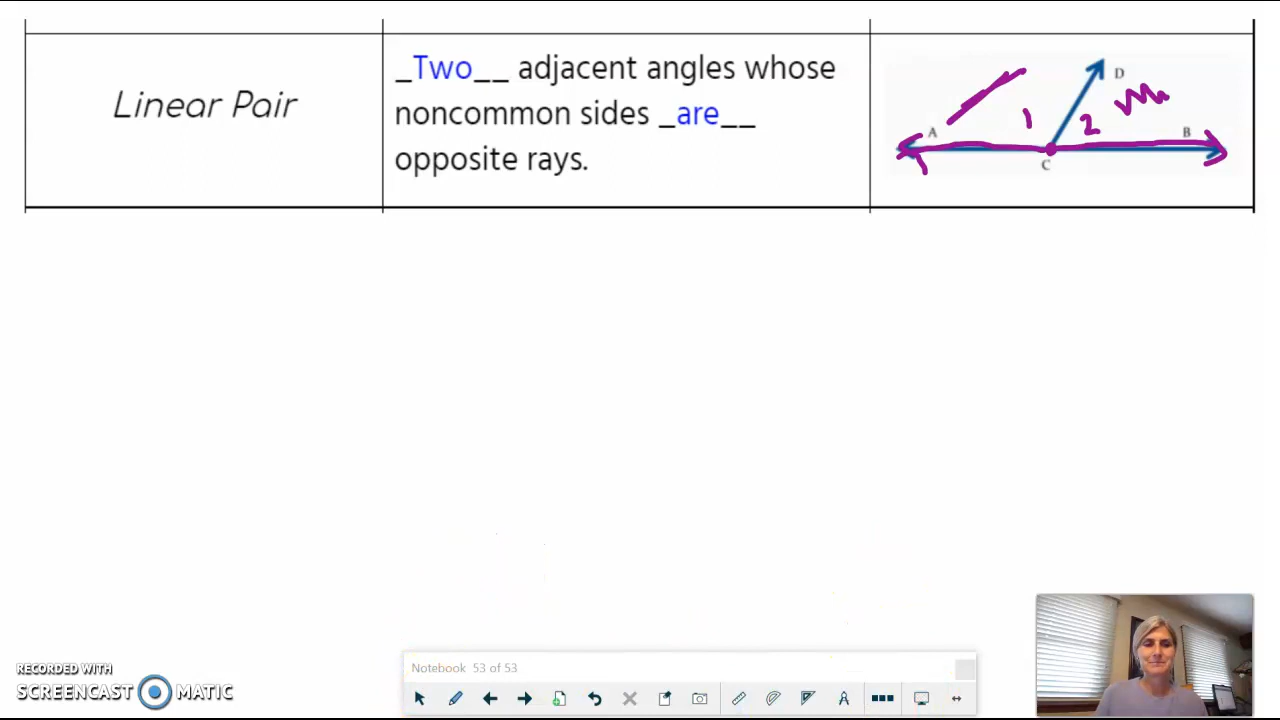 Linear Pair
_Two__ adjacent angles whose
noncommon sides _are__
opposite rays.
D
A
1
2
B
C
Notebook 53 of 53
RECORDED WITH
SCREENCAST MATIC